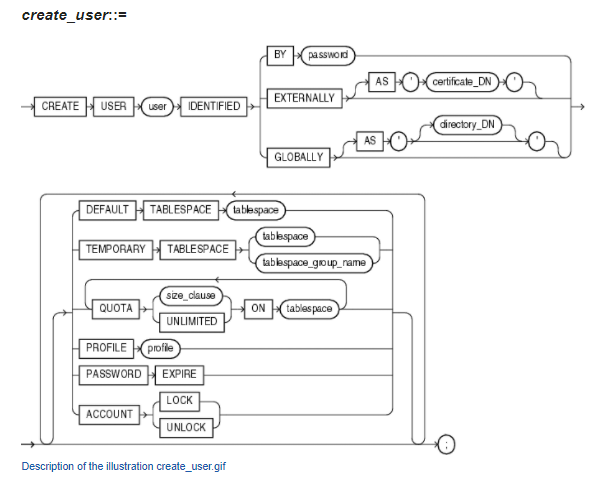 create_user::=
BY password
AS ' certificate_DN '
CREATE USER user IDENTIFIED EXTERNALLY
directory_DN
AS ' '
GLOBALLY
DEFAULT TABLESPACE tablespace
tablespace
TEMPORARY TABLESPACE
tablespace_group_name
size_clause
QUOTA ON tablespace
UNLIMITED
PROFILE profile
PASSWORD EXPIRE
LOCK
ACCOUNT
UNLOCK
;
Description of the illustration create_user.gif